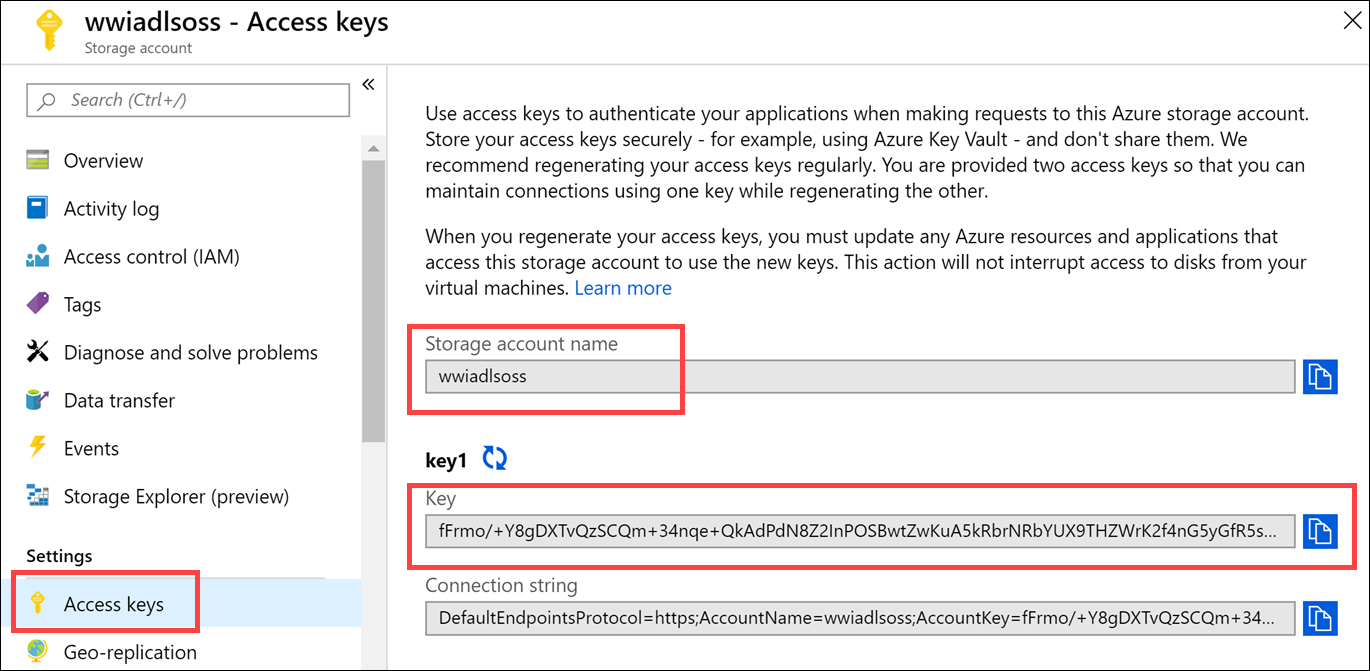 wwiadlsoss - Access keys
Storage account
Search (Ctrl+/)
Overview
Activity log
Access control (IAM)
Tags
Diagnose and solve problems
Data transfer
Events
Storage Explorer (preview)
Settings
Access keys
Geo-replication
Use access keys to authenticate your applications when making requests to this Azure storage account.
Store your access keys securely - for example, using Azure Key Vault - and don't share them. We
recommend regenerating your access keys regularly. You are provided two access keys so that you can
maintain connections using one key while regenerating the other.
When you regenerate your access keys, you must update any Azure resources and applications that
access this storage account to use the new keys. This action will not interrupt access to disks from your
virtual machines. Learn more
Storage account name
wwiadlsoss
key1
Key
fFrmo/+Y8gDXTvQzSCQm+34nqe+QkAdPdN8Z2InPOSBwtZwKuA5kRbrNRbYUX9THZWrK2f4nG5yGfR5s...
Connection string
DefaultEndpointsProtocol=https;AccountName=wwiadlsoss;AccountKey=fFrmo/+Y8gDXTvQzSCQm+34...